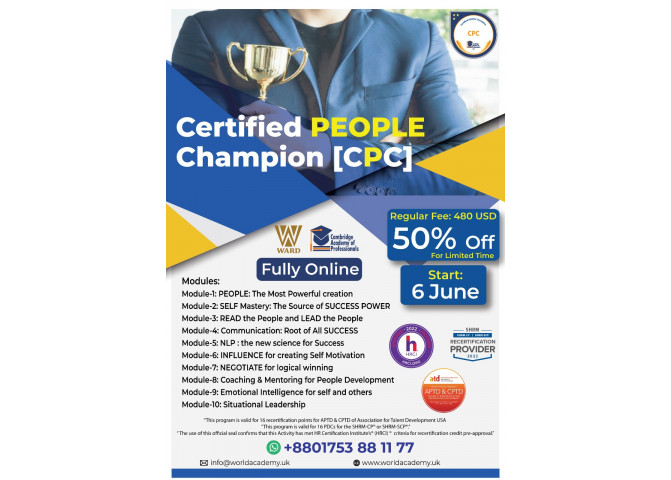 CPC
Certified PEOPLE
Champion [CPC]
Regular Fee: 480 USD
50% Off
For Limited Time
WARD
Cambridge
Academy of
Professionals
Fully Online
Start:
6 June
Modules:
Module-1: PEOPLE: The Most Powerful creation
Module-2: SELF Mastery: The Source of SUCCESS POWER
Module-3: READ the People and LEAD the People
Module-4: Communication: Root of All SUCCESS
Module-5: NLP : the new science for Success
Module-6: INFLUENCE for creating Self Motivation
Module-7: NEGOTIATE for logical winning
Module-8: Coaching & Mentoring for People Development
Module-9: Emotional Intelligence for self and others
Module-10: Situational Leadership
2022
h
HRCI
SHRM
RECERTIFICATION
PROVIDER
2022
atd
APTD & CPTD
"This program is valid for 16 recertification points for APTD & CPTD of Association for Talent Development USA
"This program is valid for 16 PDCs for the SHRM-CP® or SHRM-SCP®."
"The use of this official seal confirms that this Activity has met HR Certification Institute's® (HRCI) ® criteria for recertification credit pre-approval."
+8801753 88 11 77
info@worldacademy.uk
www.worldacademy.uk